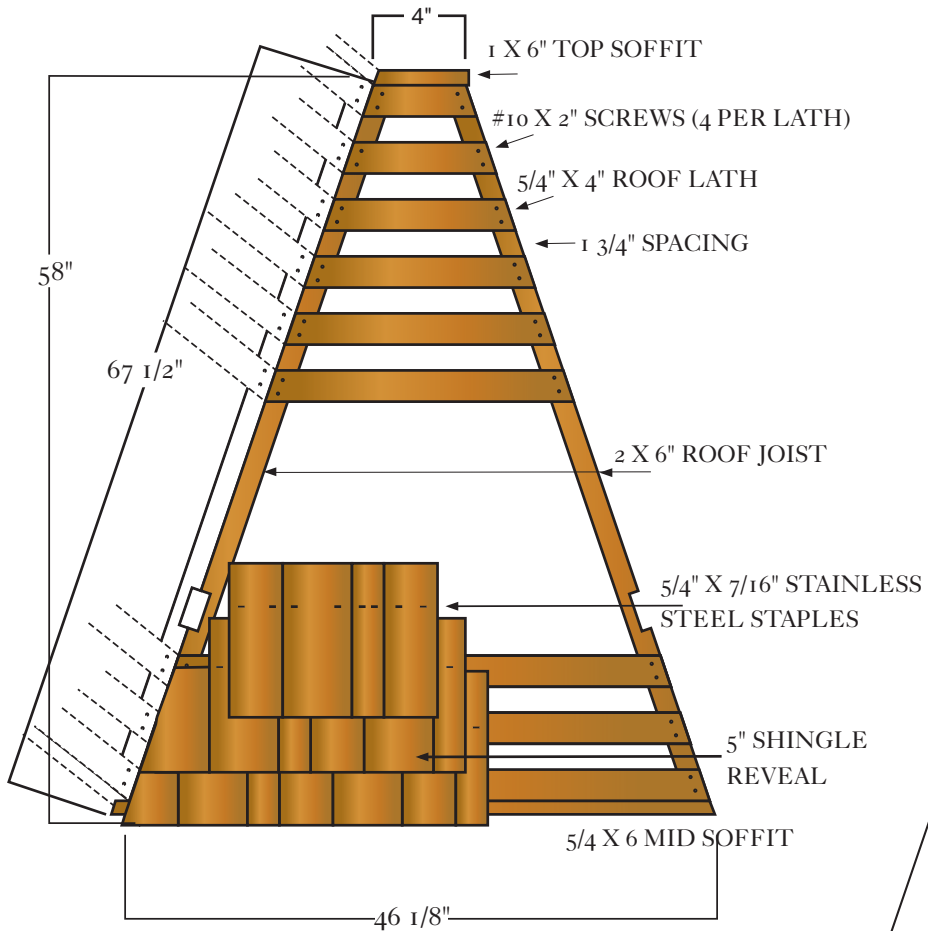 4"
1 X 6" TOP SOFFIT
#10 X 2" SCREWS (4 PER LATH)
5/4" X 4" ROOF LATH
1 3/4" SPACING
58"
67 1/2"
2 X 6" ROOF JOIST
5/4" X 7/16" STAINLESS
STEEL STAPLES
5" SHINGLE
REVEAL
5/4 X 6 MID SOFFIT
46 1/8"